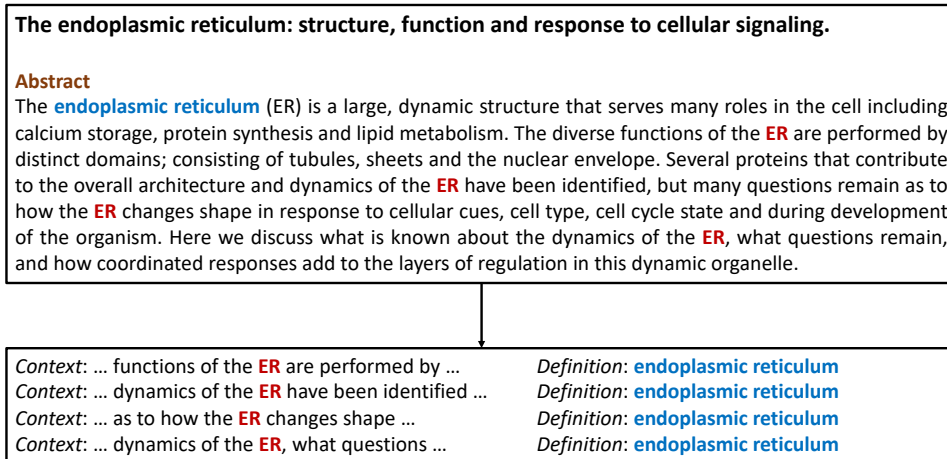 The endoplasmic reticulum: structure, function and response to cellular signaling.
Abstract
The endoplasmic reticulum (ER) is a large, dynamic structure that serves many roles in the cell including
calcium storage, protein synthesis and lipid metabolism. The diverse functions of the ER are performed by
distinct domains; consisting of tubules, sheets and the nuclear envelope. Several proteins that contribute
to the overall architecture and dynamics of the ER have been identified, but many questions remain as to
how the ER changes shape in response to cellular cues, cell type, cell cycle state and during development
of the organism. Here we discuss what is known about the dynamics of the ER, what questions remain,
and how coordinated responses add to the layers of regulation in this dynamic organelle.
Context: … functions of the ER are performed by … Definition: endoplasmic reticulum
Context: … dynamics of the ER have been identified … Definition: endoplasmic reticulum
Context: … as to how the ER changes shape … Definition: endoplasmic reticulum
Context: … dynamics of the ER, what questions … Definition: endoplasmic reticulum